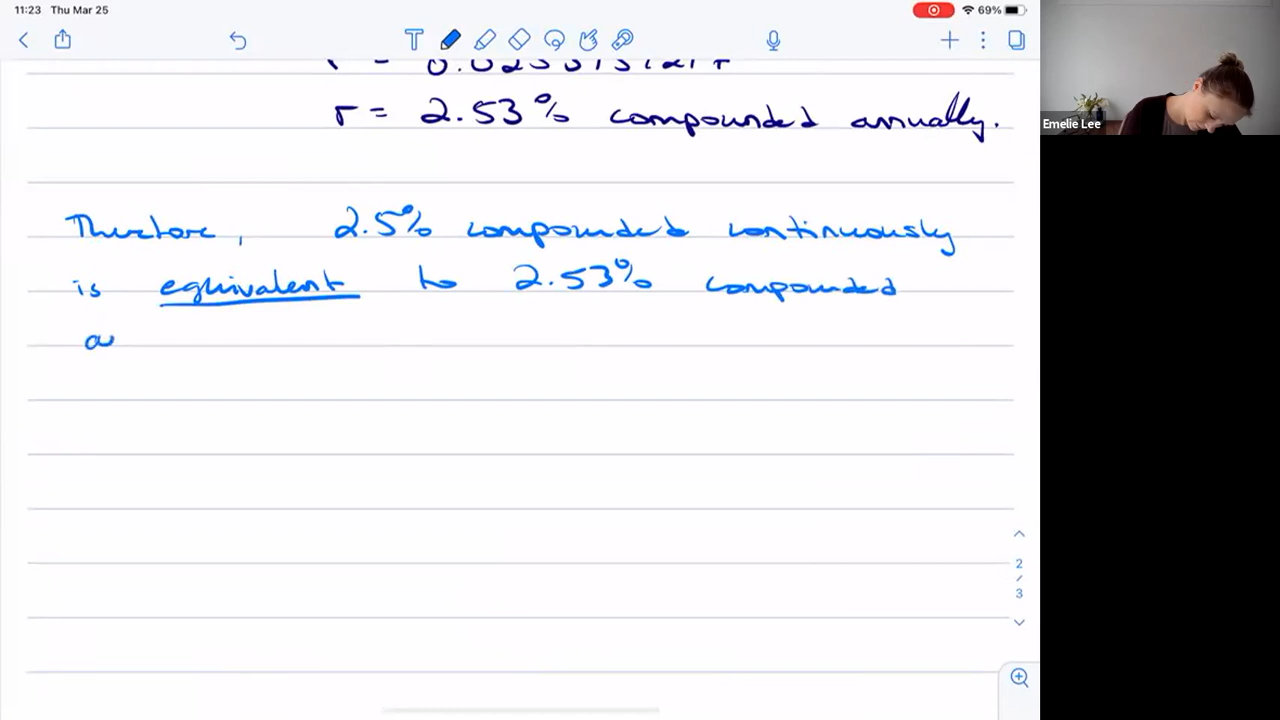 11:23 Thu Mar 25
69%
T
r = 2.53% compounded annually.
Emelie Lee
Therefore, 2.5% compounded continuously
is equivalent to 2.53% compounded
2
/
3